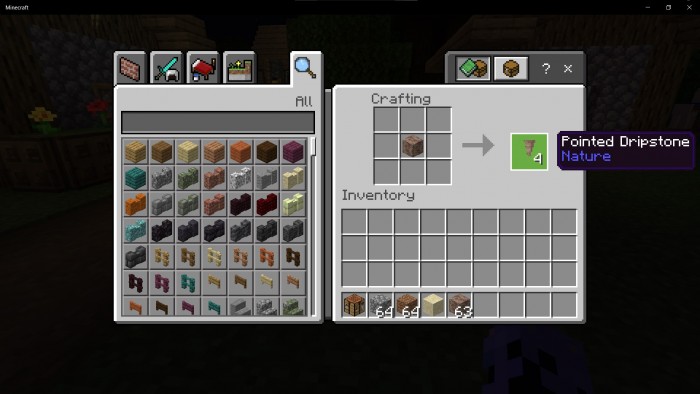 Minecraft
?
All
Crafting
4
Pointed Dripstone
Nature
Inventory
64
64
63